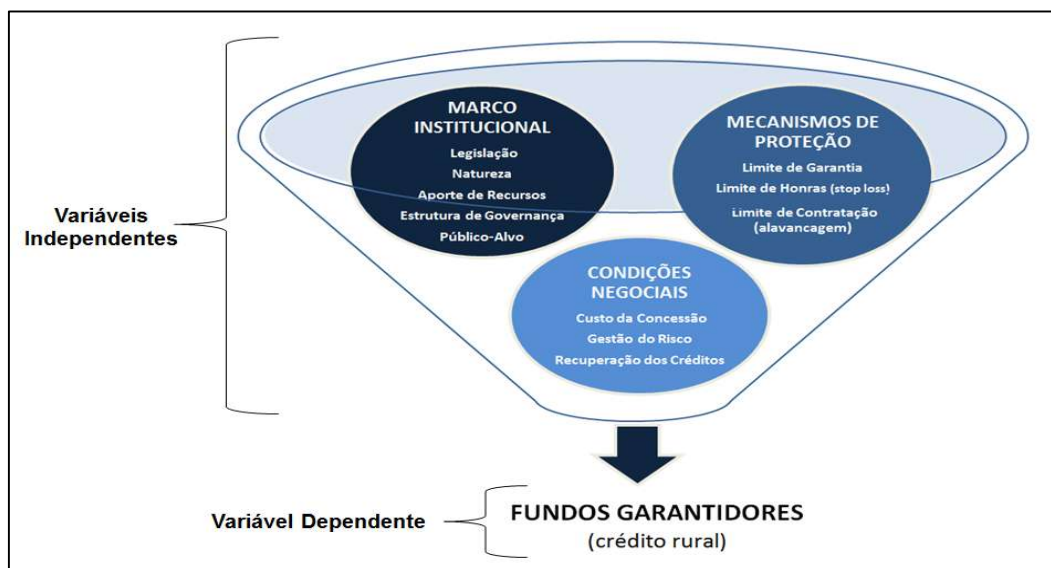 Variáveis
Independentes
MARCO
INSTITUCIONAL
Legislação
Natureza
Aporte de Recursos
Estrutura de Governança
Público-Alvo
MECANISMOS DE
PROTEÇÃO
Limite de Garantia
Limite de Honras (stop loss)
Limite de Contratação
(alavancagem)
CONDIÇÕES
NEGOCIAIS
Custo da Concessão
Gestão do Risco
Recuperação dos Créditos
Variável Dependente
FUNDOS GARANTIDORES
(crédito rural)